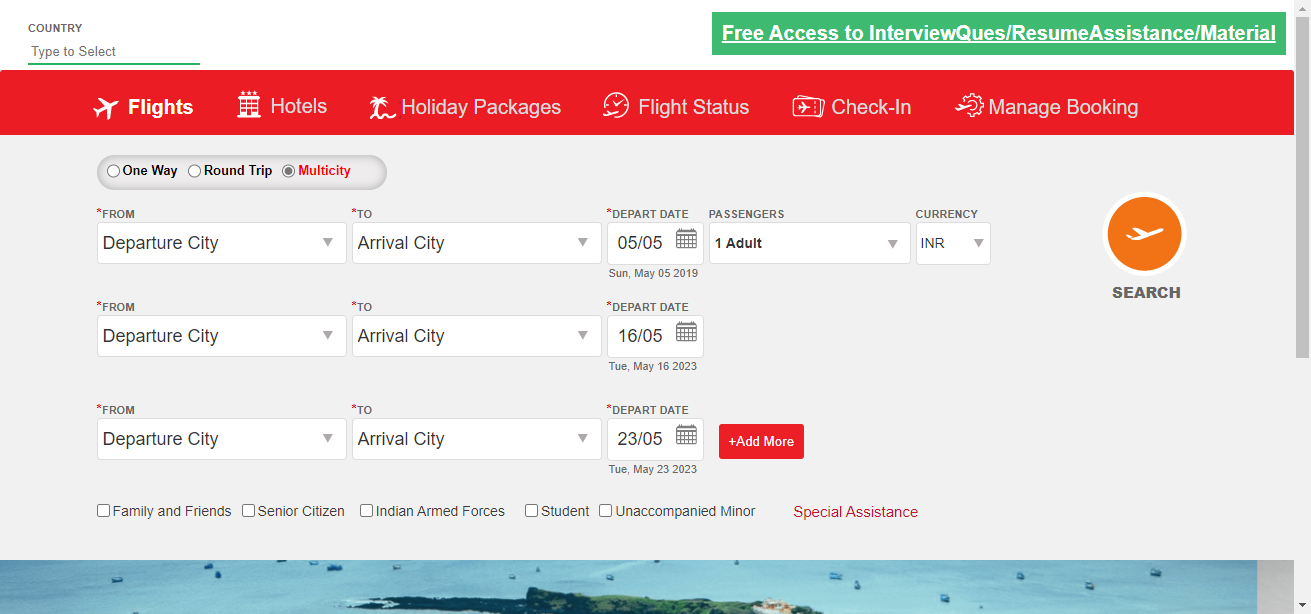 COUNTRY
Type to Select
Free Access to InterviewQues/ResumeAssistance/Material
Flights Hotels Holiday Packages Flight Status Check-In Manage Booking
One Way Round Trip Multicity
*FROM *TO *DEPART DATE PASSENGERS CURRENCY
Departure City Arrival City 05/05 1 Adult INR
Sun, May 05 2019
SEARCH
*FROM *TO *DEPART DATE
Departure City Arrival City 16/05
Tue, May 16 2023
*FROM *TO *DEPART DATE
Departure City Arrival City 23/05 +Add More
Tue, May 23 2023
Family and Friends Senior Citizen Indian Armed Forces Student Unaccompanied Minor Special Assistance